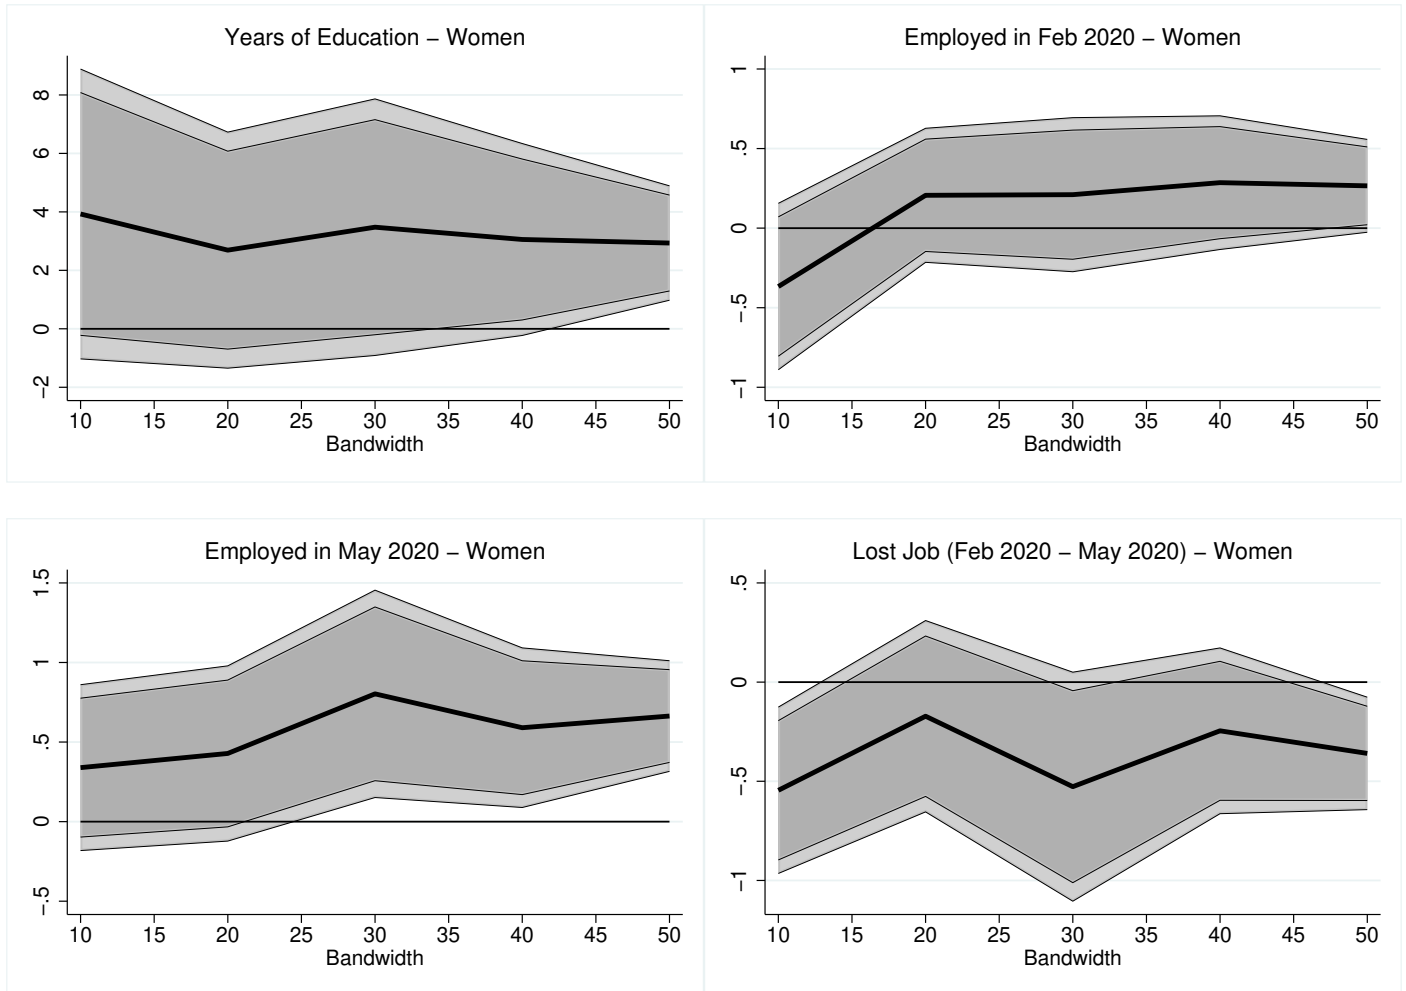 Years of Education – Women
8
6
4
2
0
−2
10 15 20 25 30 35 40 45 50
Bandwidth
Employed in Feb 2020 – Women
1
.5
0
−.5
−1
10 15 20 25 30 35 40 45 50
Bandwidth
Employed in May 2020 – Women
1.5
1
.5
0
−.5
10 15 20 25 30 35 40 45 50
Bandwidth
Lost Job (Feb 2020 – May 2020) – Women
.5
0
−.5
−1
10 15 20 25 30 35 40 45 50
Bandwidth